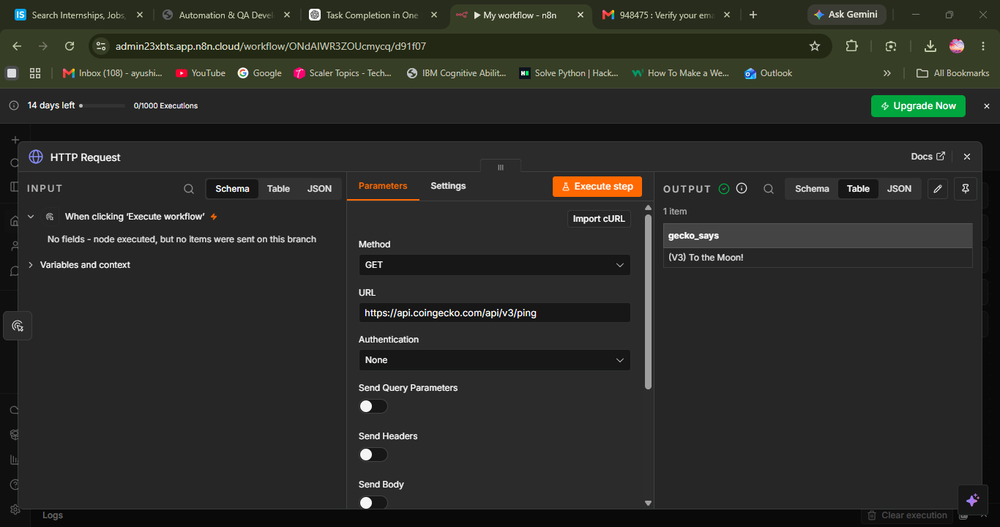 Search Internships, Jobs,
Automation & QA Devel
Task Completion in One
▶ My workflow - n8n
948475 : Verify your ema
Ask Gemini
admin23xbts.app.n8n.cloud/workflow/ONdAIWR3ZOUcmycq/d91f07
Inbox (108) - ayushi...
YouTube
Google
Scaler Topics - Tech...
IBM Cognitive Abilit...
Solve Python | Hack...
How To Make a We...
Outlook
All Bookmarks
14 days left
0/1000 Executions
Upgrade Now
HTTP Request
Docs
INPUT
Schema
Table
JSON
When clicking ‘Execute workflow’
No fields - node executed, but no items were sent on this branch
Variables and context
Parameters
Settings
Execute step
Import cURL
Method
GET
URL
https://api.coingecko.com/api/v3/ping
Authentication
None
Send Query Parameters
Send Headers
Send Body
OUTPUT
Schema
Table
JSON
1 item
gecko_says
(V3) To the Moon!
Logs
Clear execution